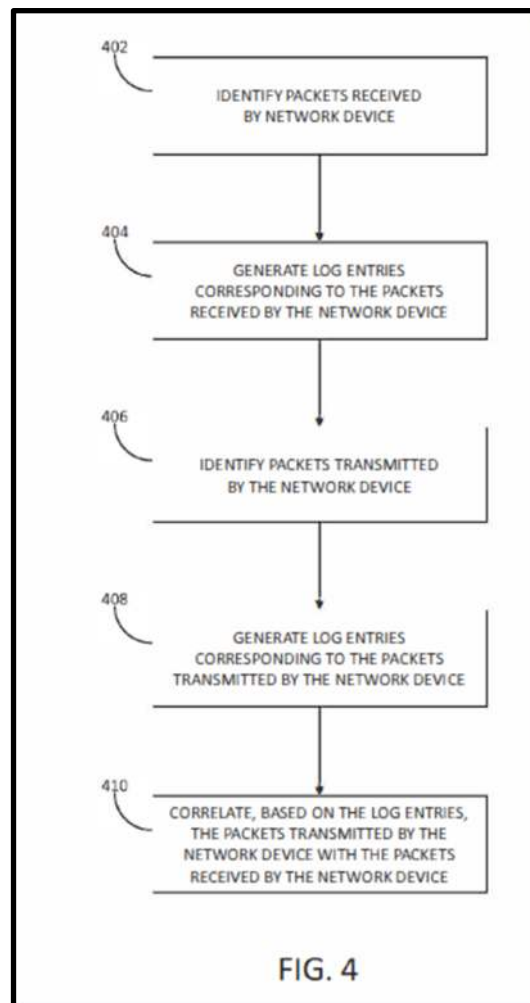 402
IDENTIFY PACKETS RECEIVED
BY NETWORK DEVICE
404
GENERATE LOG ENTRIES
CORRESPONDING TO THE PACKETS
RECEIVED BY THE NETWORK DEVICE
406
IDENTIFY PACKETS TRANSMITTED
BY THE NETWORK DEVICE
408
GENERATE LOG ENTRIES
CORRESPONDING TO THE PACKETS
TRANSMITTED BY THE NETWORK DEVICE
410
CORRELATE, BASED ON THE LOG ENTRIES,
THE PACKETS TRANSMITTED BY THE
NETWORK DEVICE WITH THE PACKETS
RECEIVED BY THE NETWORK DEVICE
FIG. 4